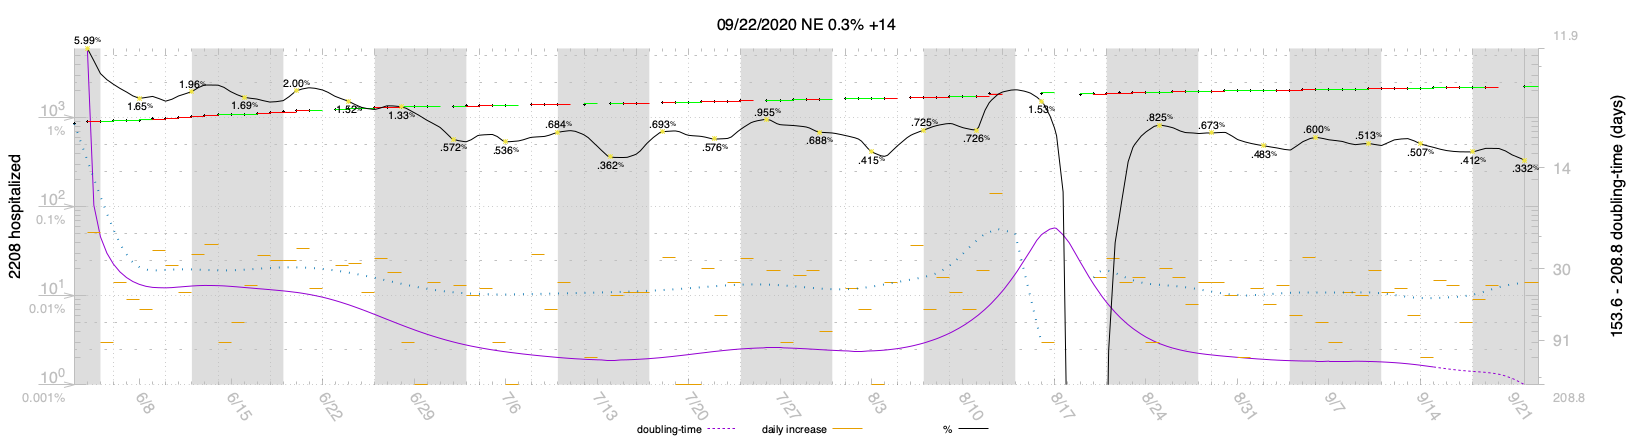 09/22/2020 NE 0.3% +14
5.99% 1.65% 1.96% 1.69% 2.00% 1.52% 1.33% .572% .536% .684% .362% .693% .576% .955% .688% .415% .725% .726% 1.53% .825% .673% .483% .600% .513% .507% .412% .332%
2208 hospitalized
10³
1%
10²
0.1%
10¹
0.01%
10⁰
0.001%
11.9
14
30
91
208.8
153.6 - 208.8 doubling-time (days)
6/8 6/15 6/22 6/29 7/6 7/13 7/20 7/27 8/3 8/10 8/17 8/24 8/31 9/7 9/14 9/21
doubling-time daily increase %